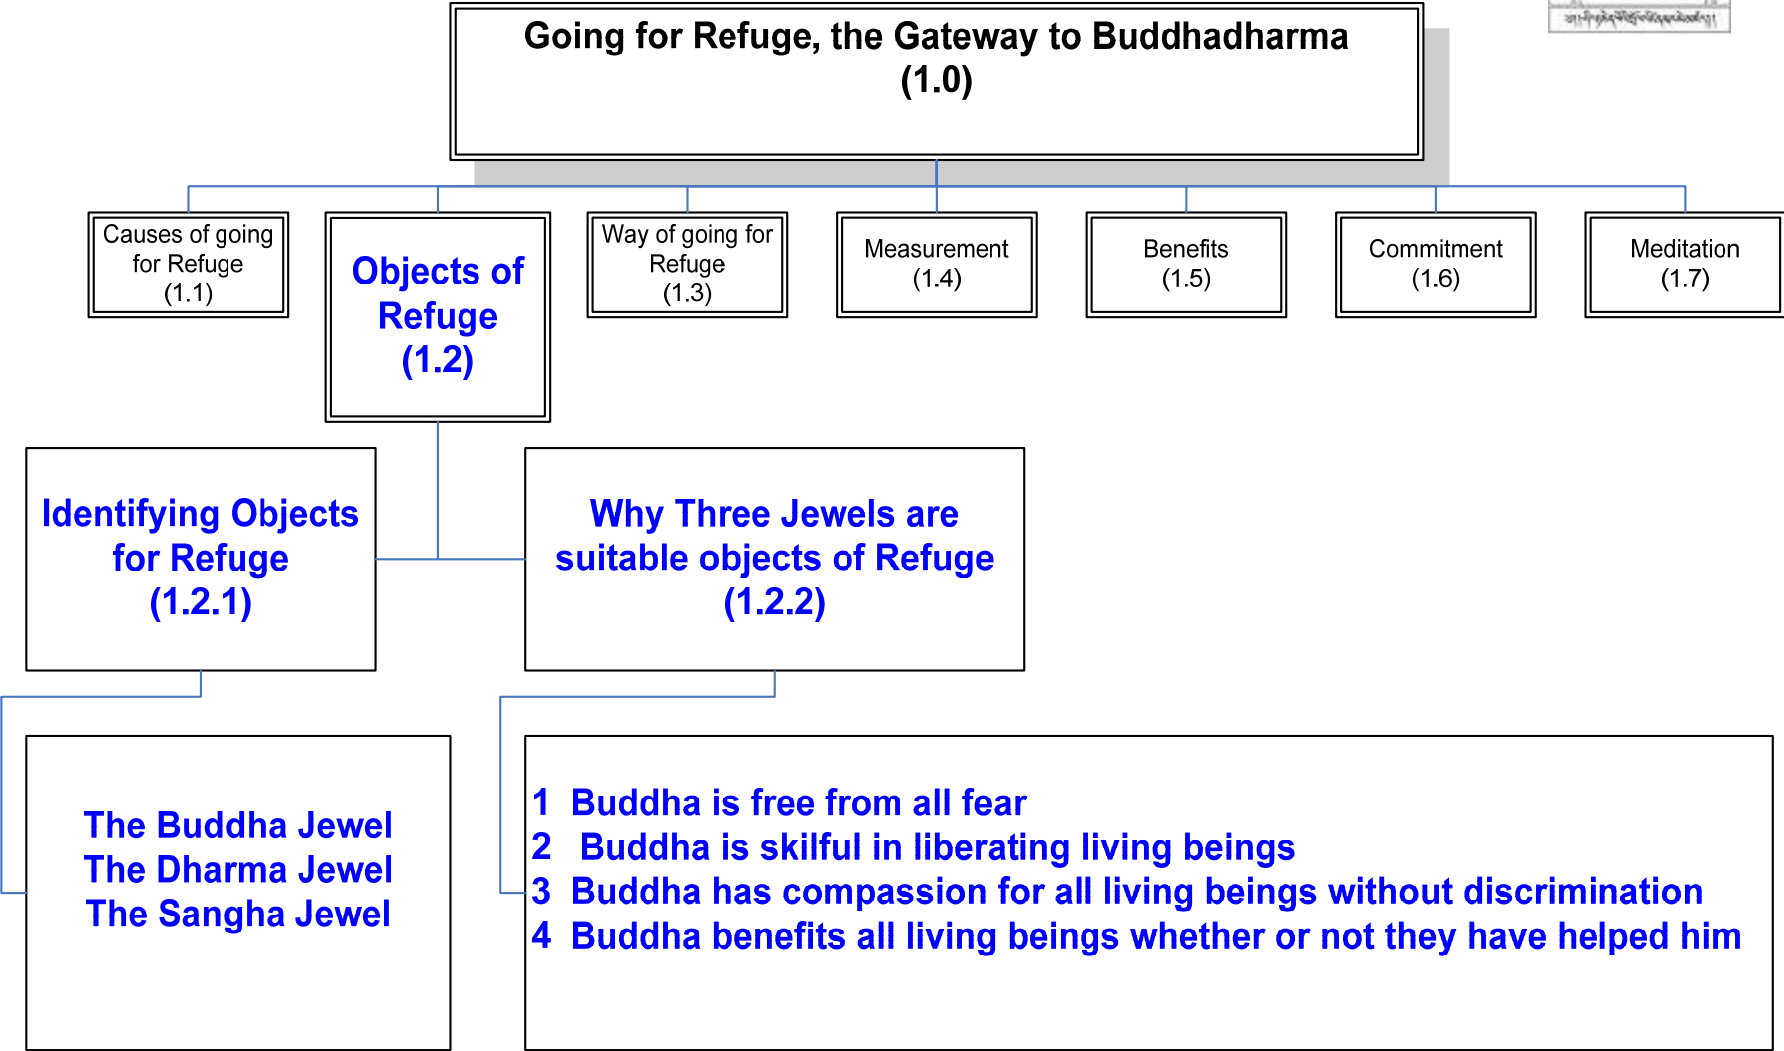 Going for Refuge, the Gateway to Buddhadharma
(1.0)
Causes of going
for Refuge
(1.1)
Objects of
Refuge
(1.2)
Way of going for
Refuge
(1.3)
Measurement
(1.4)
Benefits
(1.5)
Commitment
(1.6)
Meditation
(1.7)
Identifying Objects
for Refuge
(1.2.1)
Why Three Jewels are
suitable objects of Refuge
(1.2.2)
The Buddha Jewel
The Dharma Jewel
The Sangha Jewel
1 Buddha is free from all fear
2 Buddha is skilful in liberating living beings
3 Buddha has compassion for all living beings without discrimination
4 Buddha benefits all living beings whether or not they have helped him